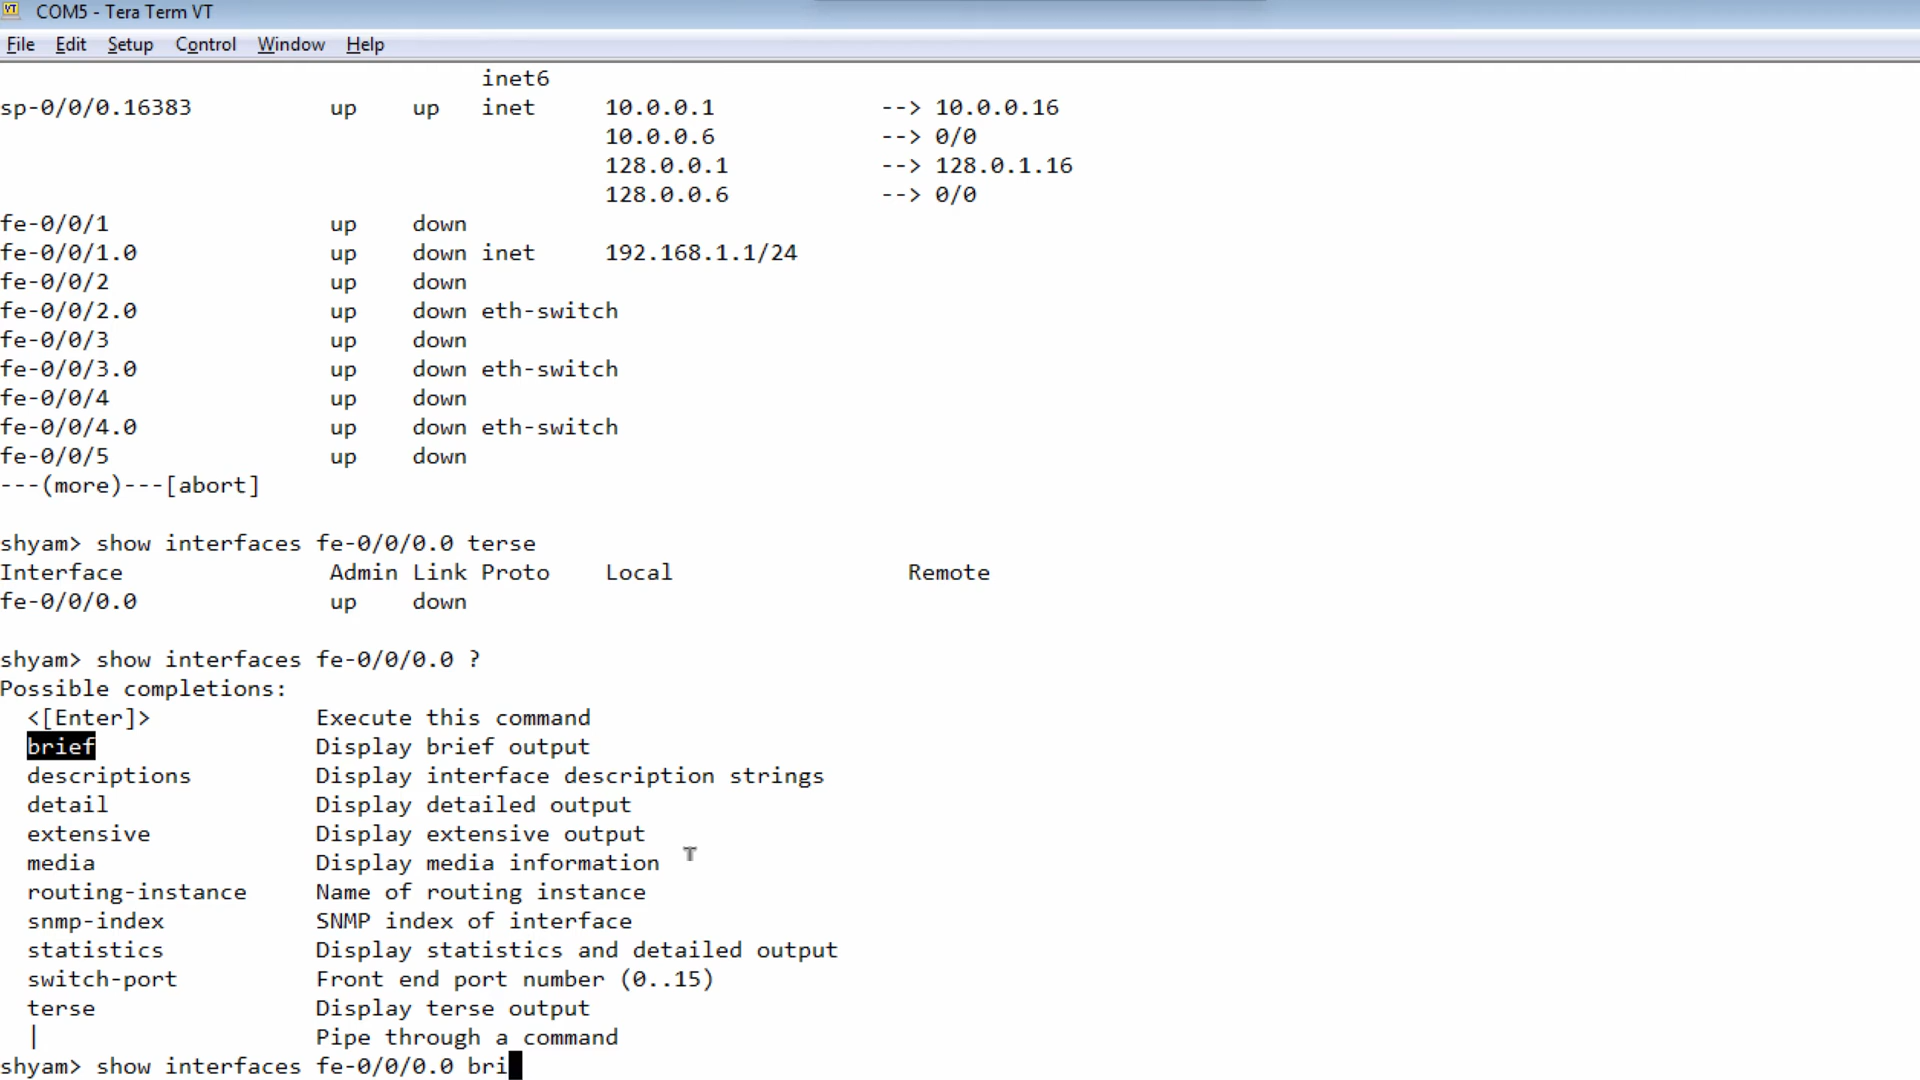 COM5 - Tera Term VT
File Edit Setup Control Window Help
inet6
sp-0/0/0.16383 up up inet 10.0.0.1 --> 10.0.0.16
10.0.0.6 --> 0/0
128.0.0.1 --> 128.0.1.16
128.0.0.6 --> 0/0
fe-0/0/1 up down
fe-0/0/1.0 up down inet 192.168.1.1/24
fe-0/0/2 up down
fe-0/0/2.0 up down eth-switch
fe-0/0/3 up down
fe-0/0/3.0 up down eth-switch
fe-0/0/4 up down
fe-0/0/4.0 up down eth-switch
fe-0/0/5 up down
---(more)---[abort]
shyam> show interfaces fe-0/0/0.0 terse
Interface Admin Link Proto Local Remote
fe-0/0/0.0 up down
shyam> show interfaces fe-0/0/0.0 ?
Possible completions:
<[Enter]> Execute this command
brief Display brief output
descriptions Display interface description strings
detail Display detailed output
extensive Display extensive output
media Display media information
routing-instance Name of routing instance
snmp-index SNMP index of interface
statistics Display statistics and detailed output
switch-port Front end port number (0..15)
terse Display terse output
| Pipe through a command
shyam> show interfaces fe-0/0/0.0 bri